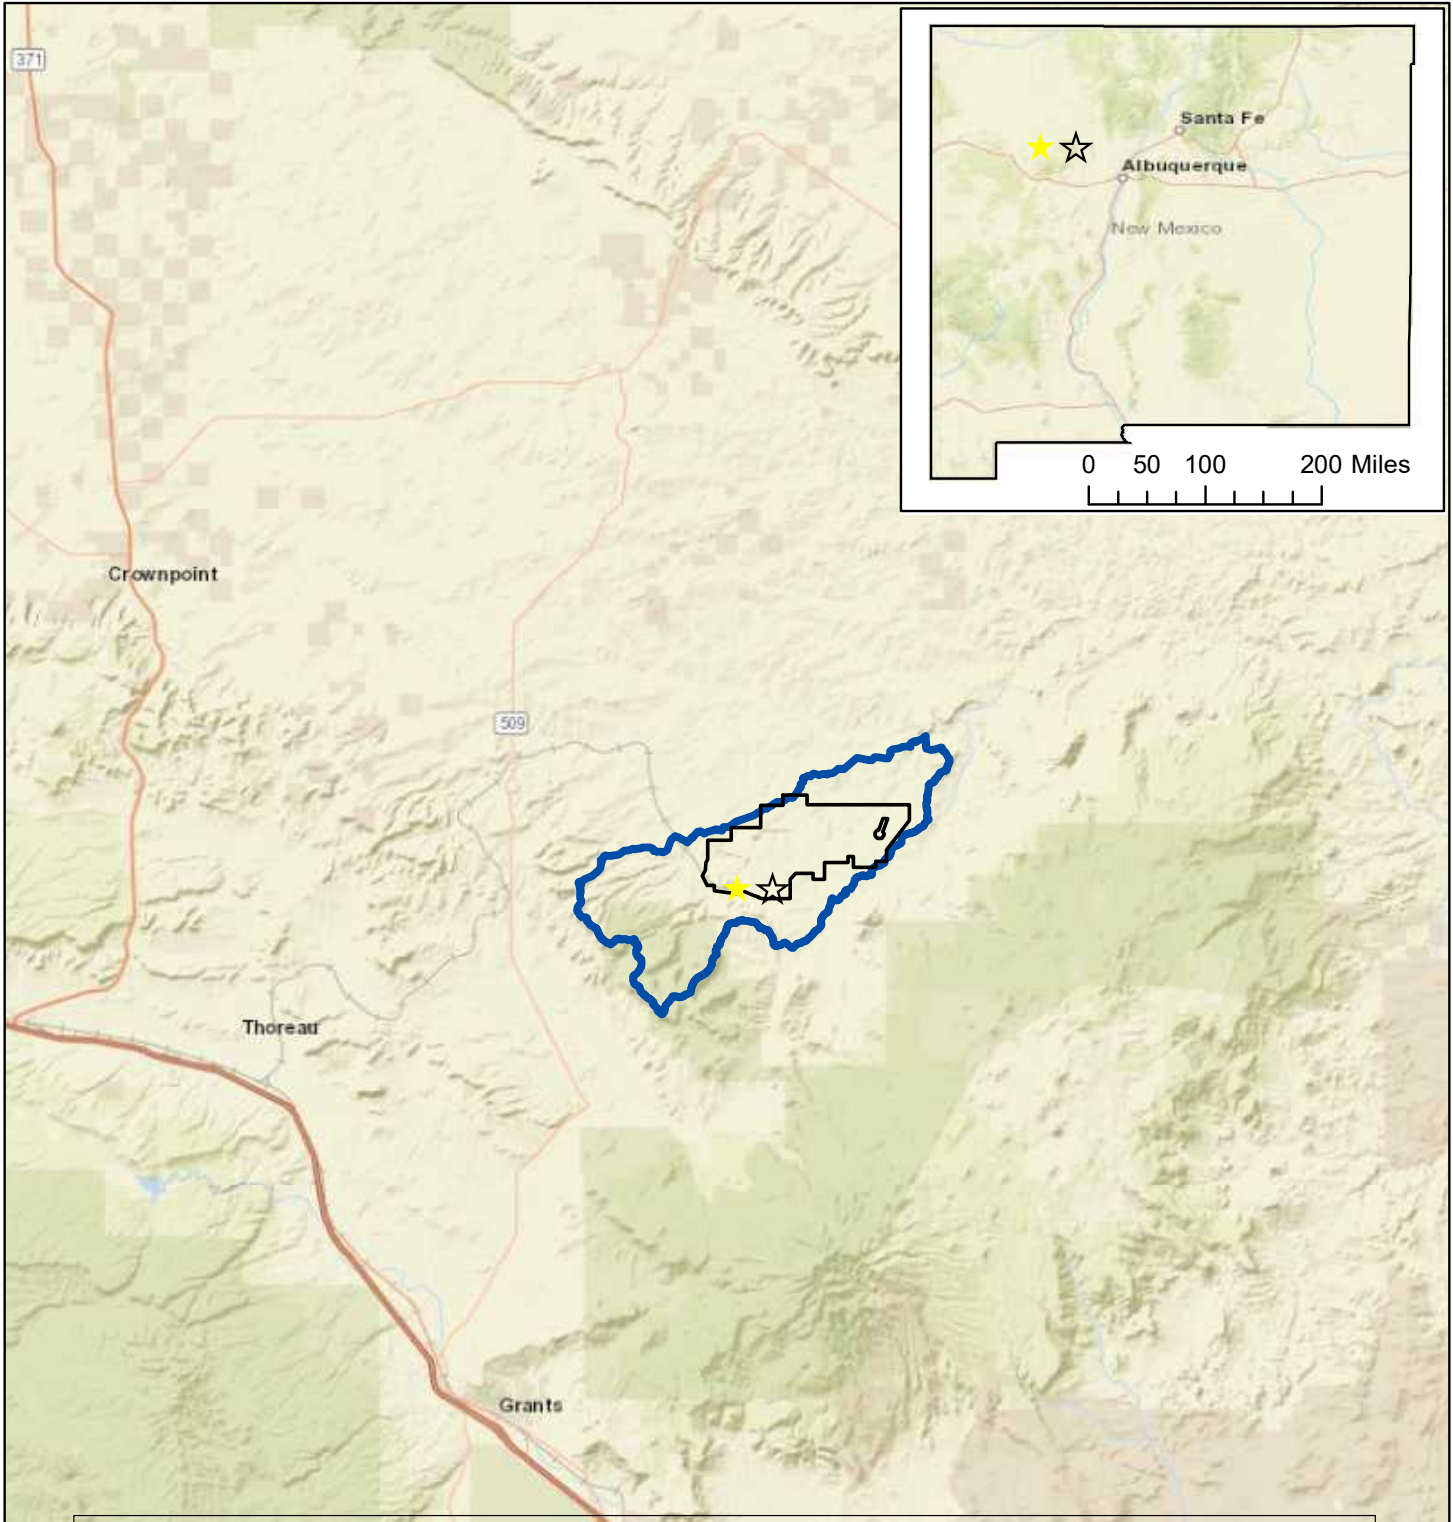 371
Santa Fe
Albuquerque
New Mexico
0 50 100 200 Miles
Crownpoint
509
Thoreau
Grants